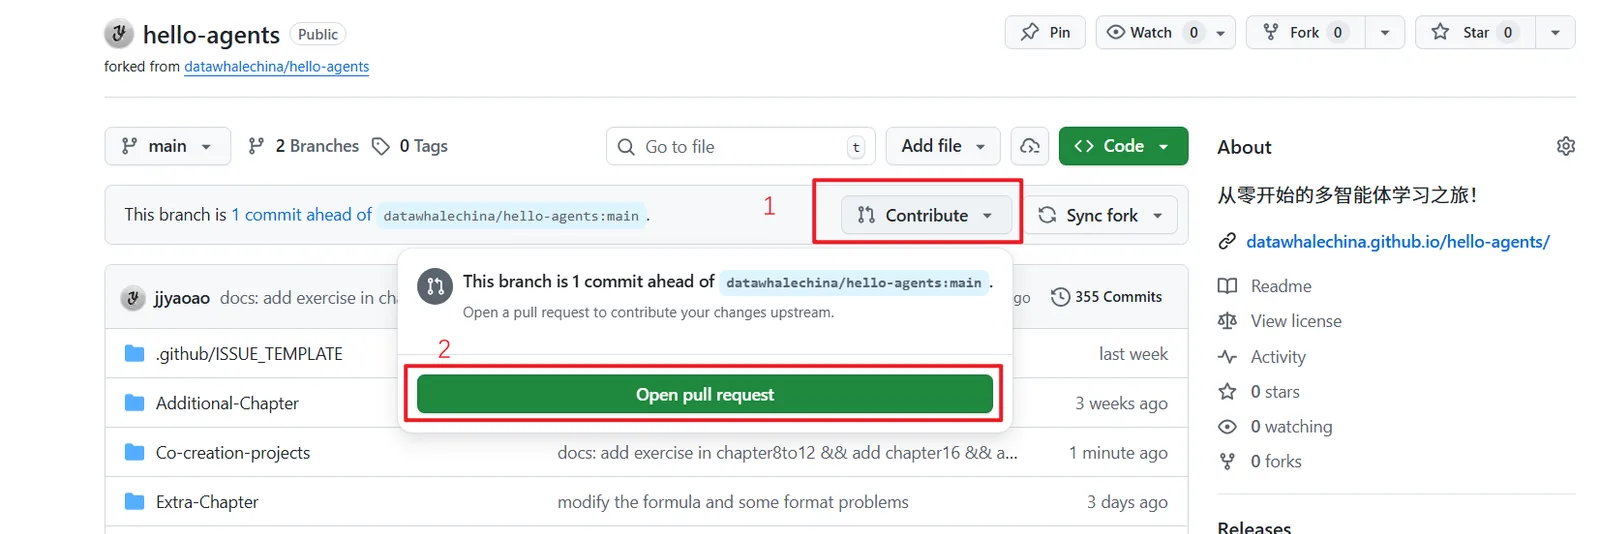 hello-agents Public
Pin
Watch 0
Fork 0
Star 0
forked from datawhalechina/hello-agents
main
2 Branches
0 Tags
Go to file
t
Add file
Code
This branch is 1 commit ahead of datawhalechina/hello-agents:main.
1
Contribute
Sync fork
This branch is 1 commit ahead of datawhalechina/hello-agents:main.
Open a pull request to contribute your changes upstream.
2
Open pull request
jjyaoao docs: add exercise in cha
go
355 Commits
.github/ISSUE_TEMPLATE
last week
Additional-Chapter
3 weeks ago
Co-creation-projects
docs: add exercise in chapter8to12 && add chapter16 && a...
1 minute ago
Extra-Chapter
modify the formula and some format problems
3 days ago
About
从零开始的多智能体学习之旅！
datawhalechina.github.io/hello-agents/
Readme
View license
Activity
0 stars
0 watching
0 forks
Releases